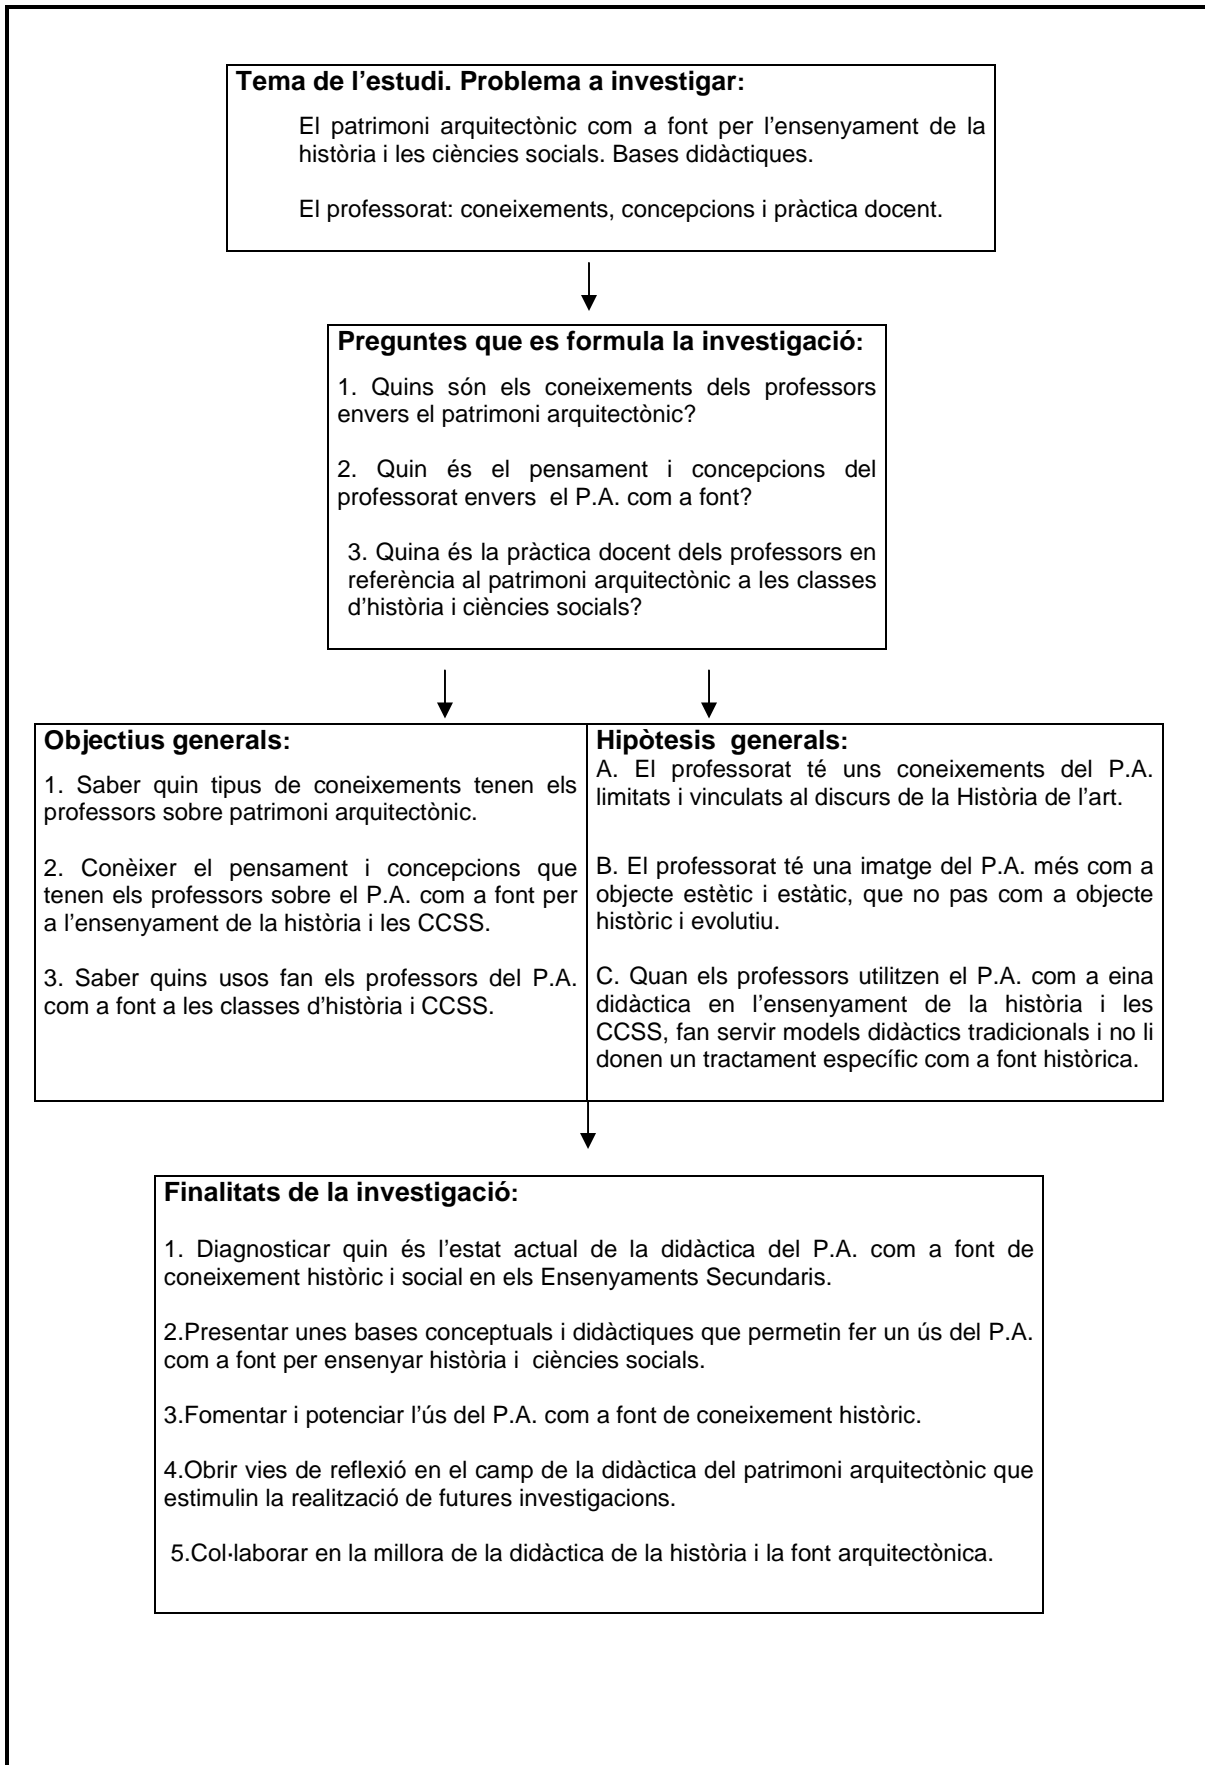 Tema de l'estudi. Problema a investigar:
El patrimoni arquitectònic com a font per l'ensenyament de la
història i les ciències socials. Bases didàctiques.
El professorat: coneixements, concepcions i pràctica docent.
Preguntes que es formula la investigació:
1. Quins són els coneixements dels professors
envers el patrimoni arquitectònic?
2. Quin és el pensament i concepcions del
professorat envers  el P.A. com a font?
3. Quina és la pràctica docent dels professors en
referència al patrimoni arquitectònic a les classes
d'història i ciències socials?
Objectius generals:
1. Saber quin tipus de coneixements tenen els
professors sobre patrimoni arquitectònic.
2. Conèixer el pensament i concepcions que
tenen els professors sobre el P.A. com a font per
a l'ensenyament de la història i les CCSS.
3. Saber quins usos fan els professors del P.A.
com a font a les classes d'història i CCSS.
Hipòtesis  generals:
A. El professorat té uns coneixements del P.A.
limitats i vinculats al discurs de la Història de l'art.
B. El professorat té una imatge del P.A. més com a
objecte estètic i estàtic, que no pas com a objecte
històric i evolutiu.
C. Quan els professors utilitzen el P.A. com a eina
didàctica en l'ensenyament de la història i les
CCSS, fan servir models didàctics tradicionals i no li
donen un tractament específic com a font històrica.
Finalitats de la investigació:
1. Diagnosticar quin és l'estat actual de la didàctica del P.A. com a font de
coneixement històric i social en els Ensenyaments Secundaris.
2.Presentar unes bases conceptuals i didàctiques que permetin fer un ús del P.A.
com a font per ensenyar història i  ciències socials.
3.Fomentar i potenciar l'ús del P.A. com a font de coneixement històric.
4.Obrir vies de reflexió en el camp de la didàctica del patrimoni arquitectònic que
estimulin la realització de futures investigacions.
5.Col·laborar en la millora de la didàctica de la història i la font arquitectònica.